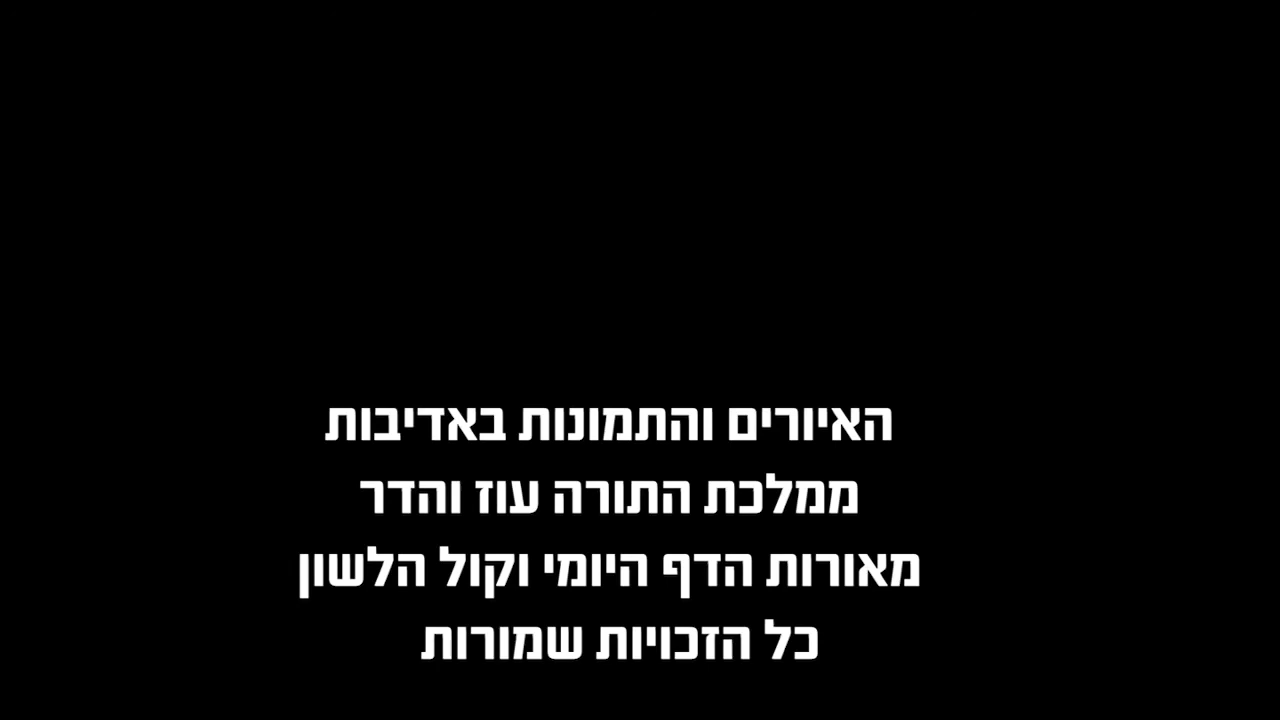 האיורים והתמונות באדיבות
ממלכת התורה עוז והדר
מאורות הדף היומי וקול הלשון
כל הזכויות שמורות